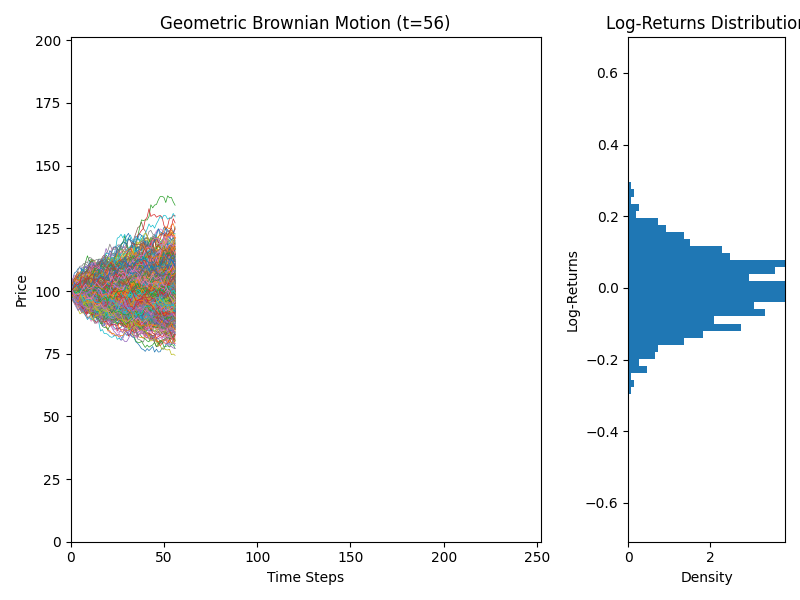 Geometric Brownian Motion (t=56)
200
175
150
125
100
75
50
25
0
Price
0 50 100 150 200 250
Time Steps
Log-Returns Distribution
0.6
0.4
0.2
0.0
−0.2
−0.4
−0.6
Log-Returns
0 2
Density